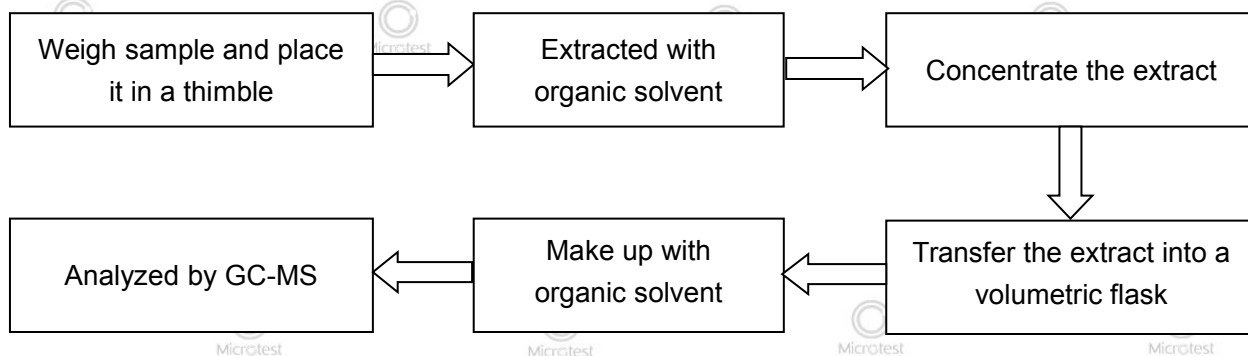 Weigh sample and place
it in a thimble
Extracted with
organic solvent
Concentrate the extract
Transfer the extract into a
volumetric flask
Make up with
organic solvent
Analyzed by GC-MS
Microtest
Microtest
Microtest
Microtest
Microtest